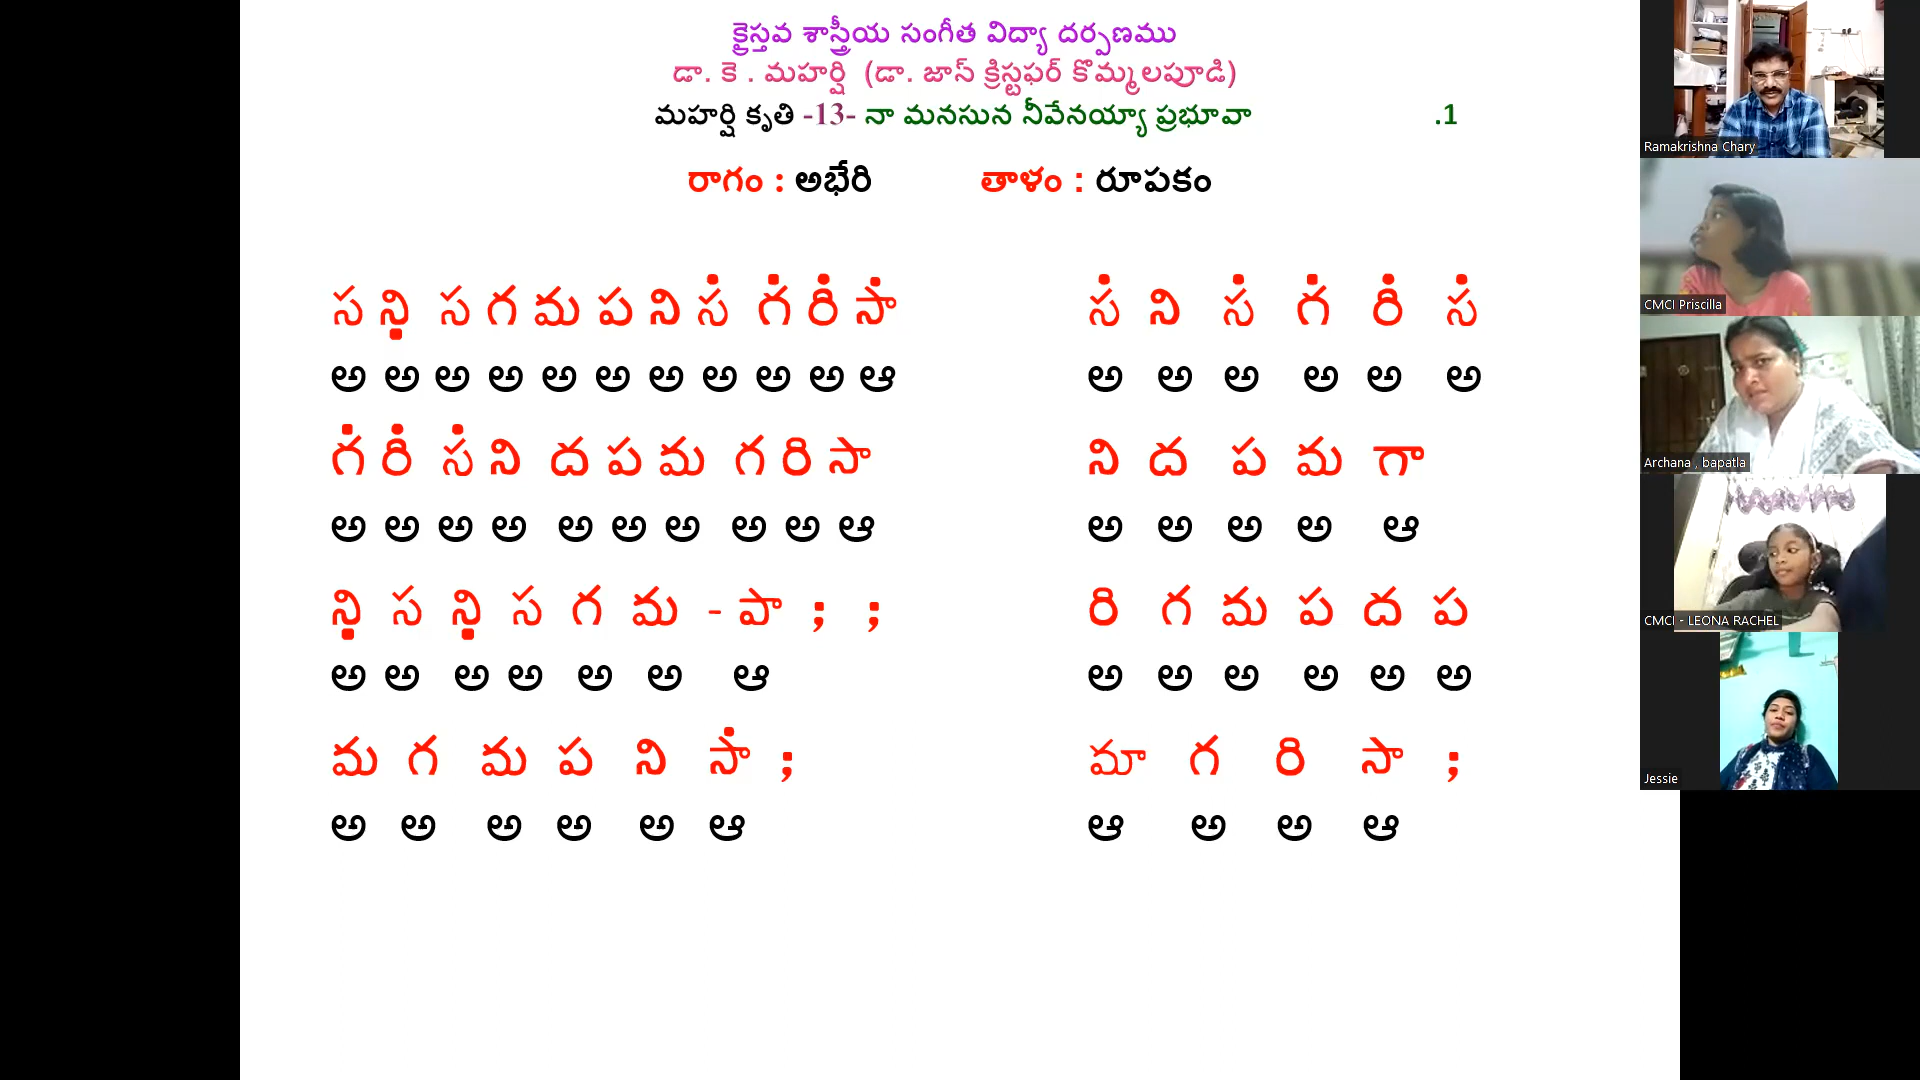 క్రైస్తవ శాస్త్రీయ సంగీత విద్యా దర్పణము
డా. కె . మహర్షి (డా. జాస్ క్రిస్టఫర్ కొమ్మలపూడి)
మహర్షి కృతి -13- నా మనసున నీవేనయ్యా ప్రభూవా .1
రాగం : అభేరి తాళం : రూపకం
స ని̣ స గ మ ప ని స̇ గ̇ రి̇ సా̇ స̇ ని స̇ గ̇ రి̇ స̇
అ అ అ అ అ అ అ అ అ అ ఆ అ అ అ అ అ అ
గ̇ రి̇ స̇ ని ద ప మ గ రి సా ని ద ప మ గా
అ అ అ అ అ అ అ అ అ ఆ అ అ అ అ ఆ
ని̣ స ని̣ స గ మ - పా ; ; రి గ మ ప ద ప
అ అ అ అ అ అ ఆ అ అ అ అ అ అ
మ గ మ ప ని సా̇ ; మా గ రి సా ;
అ అ అ అ అ ఆ ఆ అ అ ఆ
Ramakrishna Chary
CMCI Priscilla
Archana , bapatla
CMCI - LEONA RACHEL
Jessie